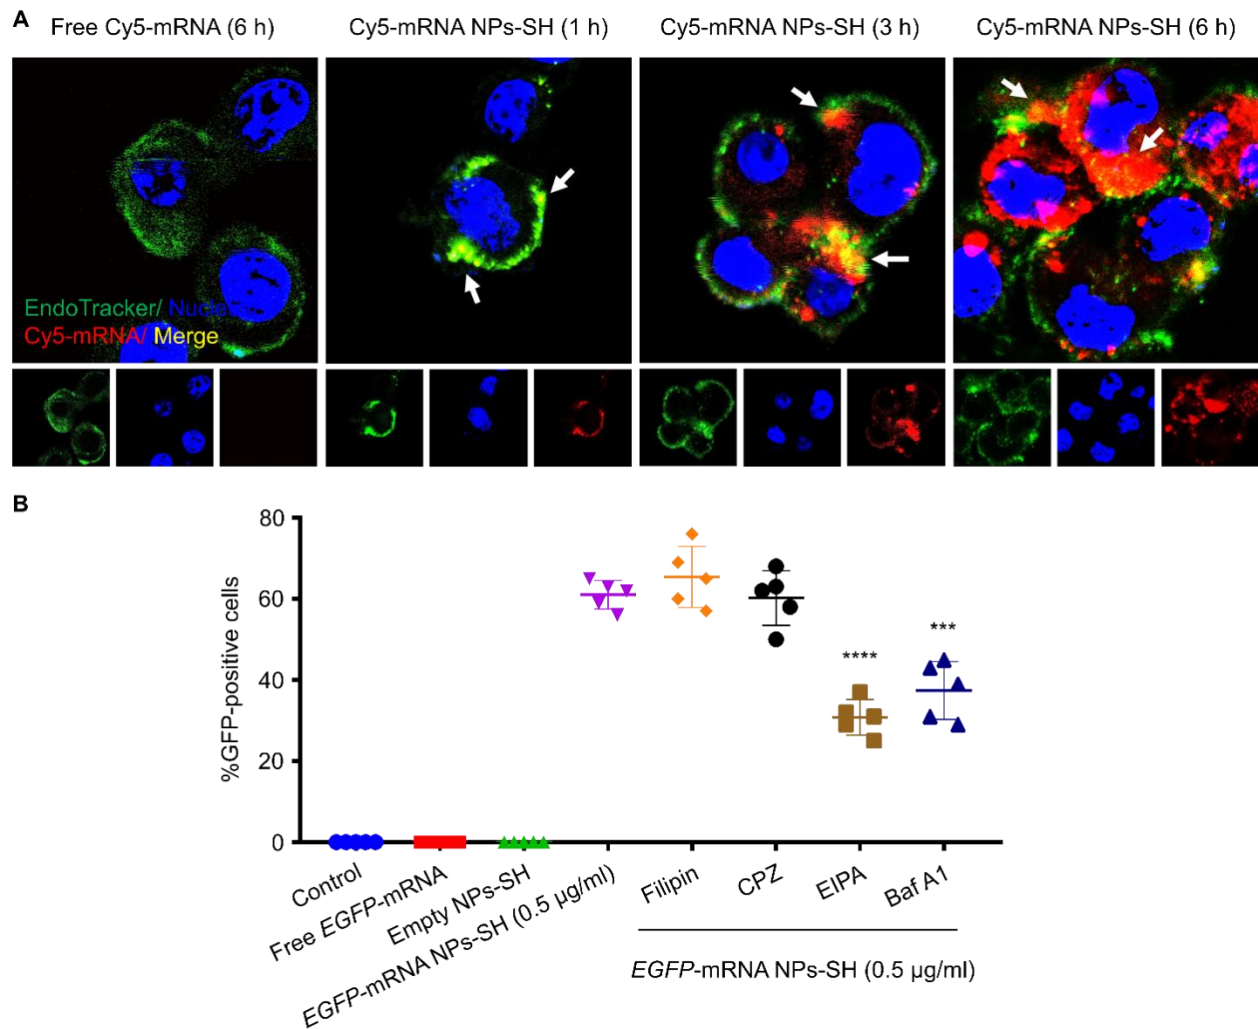 A
Free Cy5-mRNA (6 h)
Cy5-mRNA NPs-SH (1 h)
Cy5-mRNA NPs-SH (3 h)
Cy5-mRNA NPs-SH (6 h)
EndoTracker/
Cy5-mRNA/ Merge
B
%GFP-positive cells
80
60
40
20
0
****
***
Control
Free EGFP-mRNA
Empty NPs-SH
EGFP-mRNA NPs-SH (0.5 μg/ml)
Filipin
CPZ
EIPA
Baf A1
EGFP-mRNA NPs-SH (0.5 μg/ml)